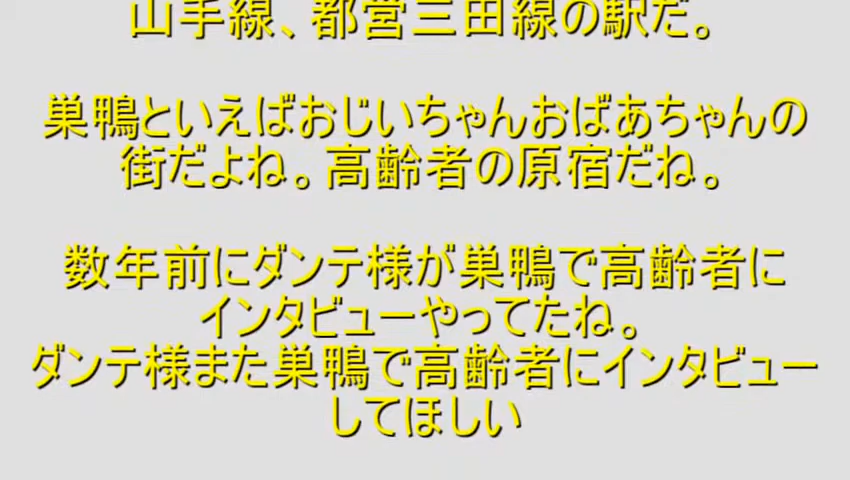 山手線、都営三田線の駅だ。
巣鴨といえばおじいちゃんおばあちゃんの
街だよね。高齢者の原宿だね。
数年前にダンテ様が巣鴨で高齢者に
インタビューやってたね。
ダンテ様また巣鴨で高齢者にインタビュー
してほしい